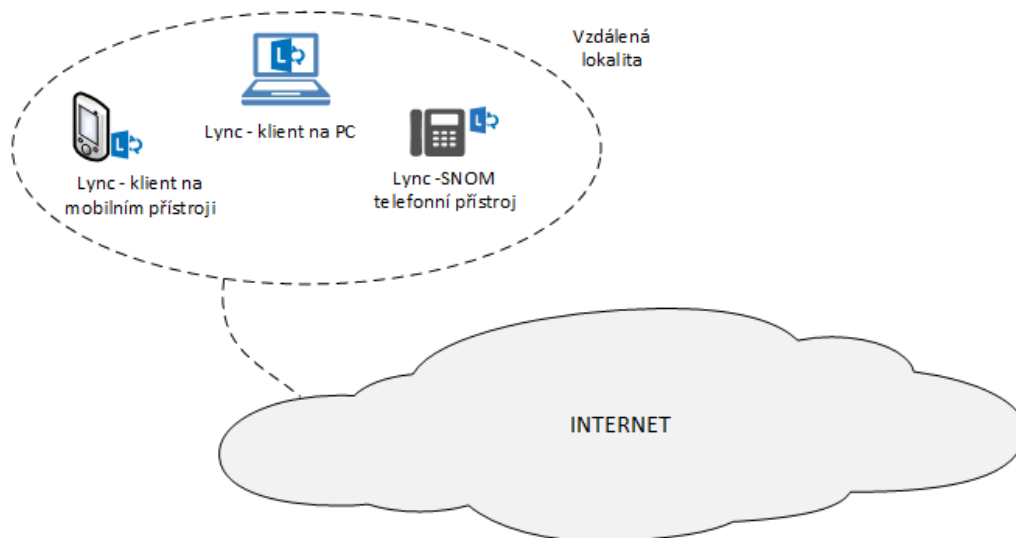 Vzdálená
lokalita
L
Lync - klient na PC
L
L
Lync - klient na
mobilním přístroji
Lync -SNOM
telefonní přístroj
INTERNET